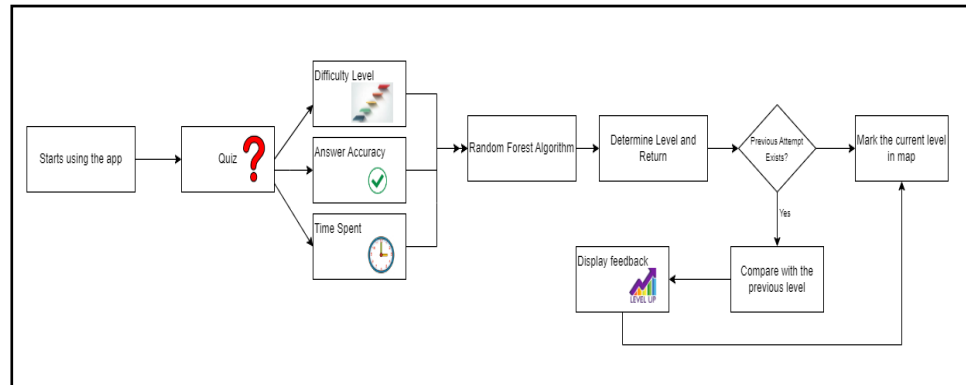 Starts using the app
Quiz
Difficulty Level
Answer Accuracy
Time Spent
Random Forest Algorithm
Determine Level and
Return
Previous Attempt
Exists?
Mark the current level
in map
Yes
Compare with the
previous level
Display feedback
LEVEL UP